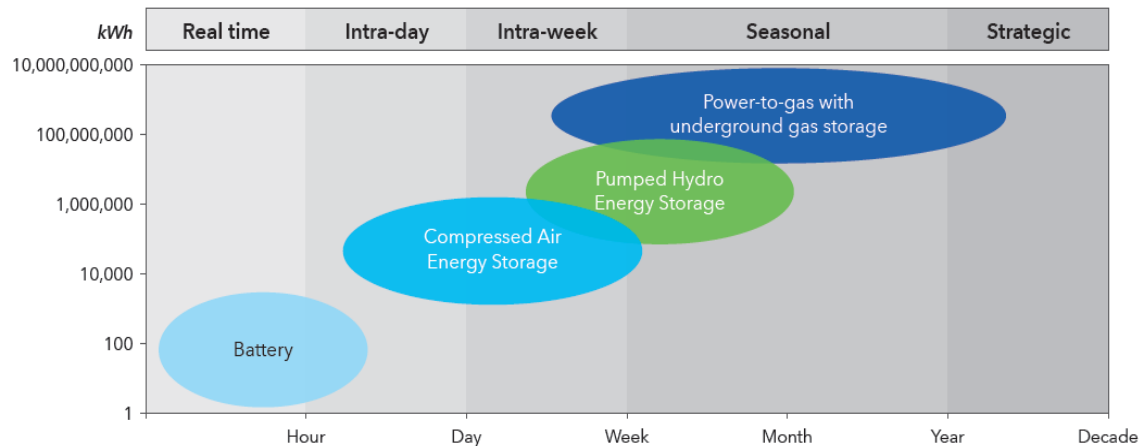 kWh Real time Intra-day Intra-week Seasonal Strategic
10,000,000,000
Power-to-gas with
underground gas storage
100,000,000
Pumped Hydro
Energy Storage
1,000,000
Compressed Air
Energy Storage
10,000
100
Battery
1
Hour Day Week Month Year Decade